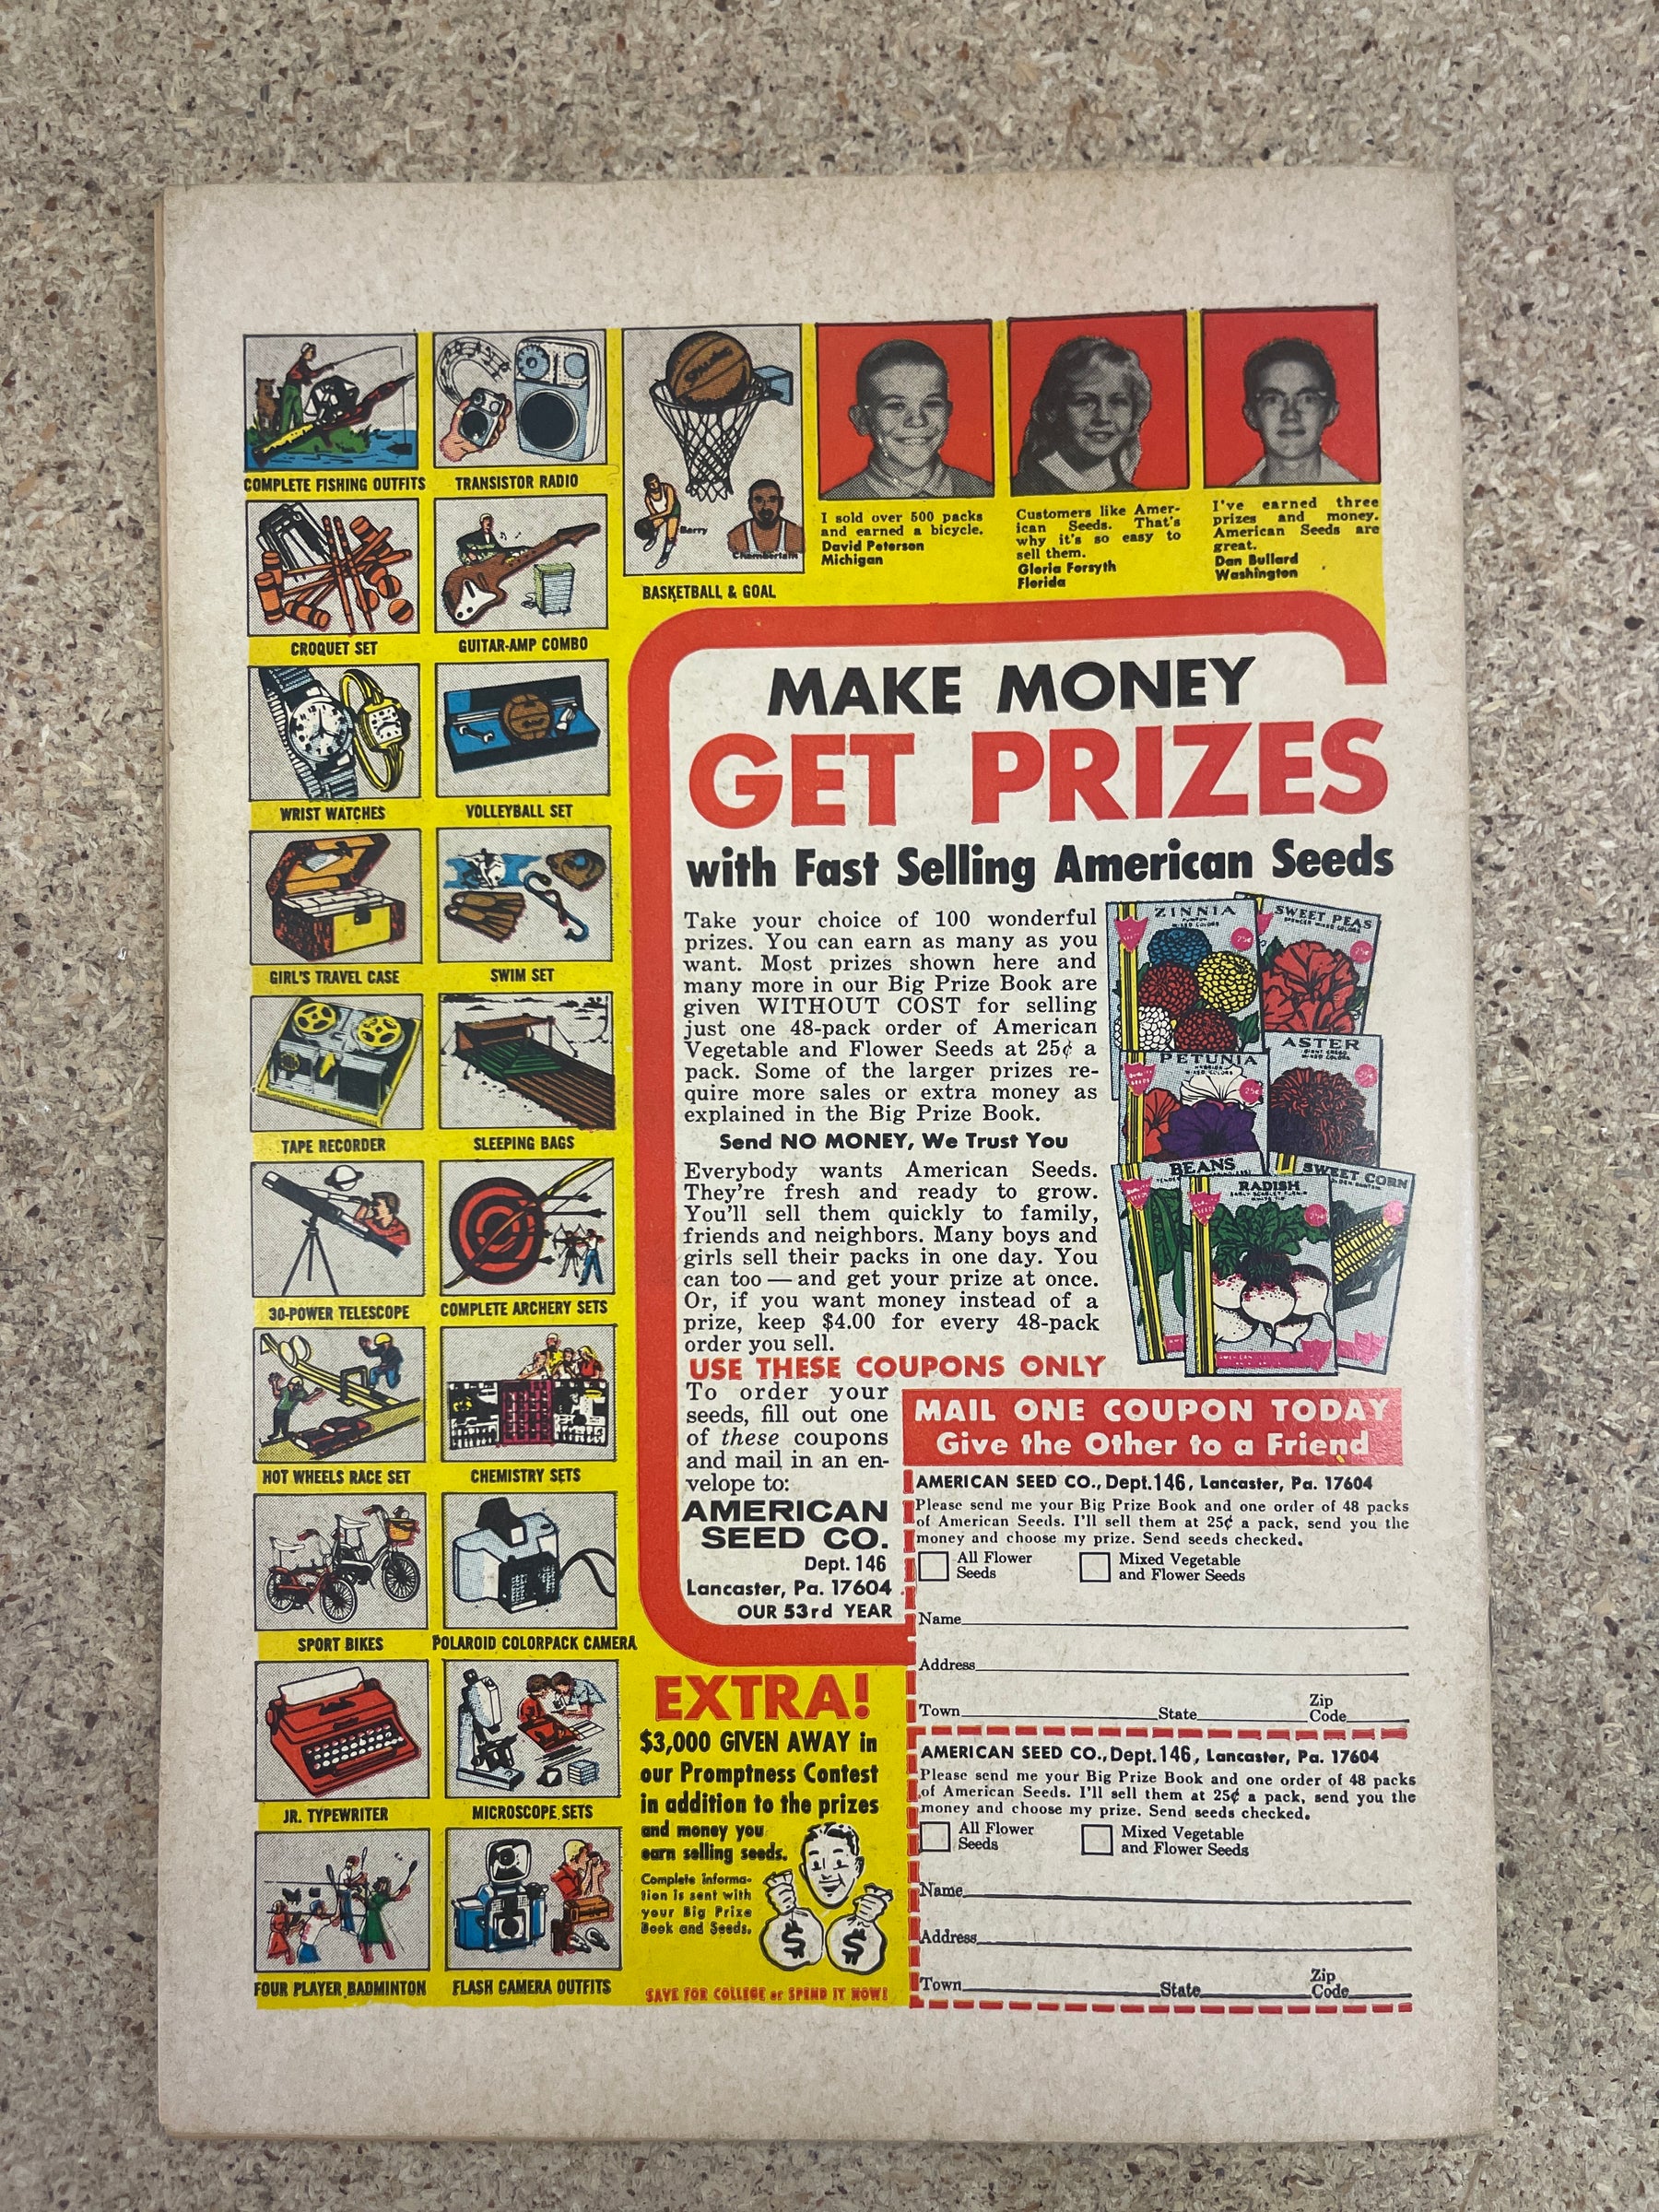 COMPLETE FISHING OUTFITS
TRANSISTOR RADIO
Barry
Chamberlain
BASKETBALL & GOAL
I sold over 500 packs
and earned a bicycle.
David Peterson
Michigan
Customers like Amer-
ican Seeds. That's
why it's so easy to
sell them.
Gloria Forsyth
Florida
I've earned three
prizes and money.
American Seeds are
great.
Dan Bullard
Washington
CROQUET SET
GUITAR-AMP COMBO
WRIST WATCHES
VOLLEYBALL SET
GIRL'S TRAVEL CASE
SWIM SET
TAPE RECORDER
SLEEPING BAGS
30-POWER TELESCOPE
COMPLETE ARCHERY SETS
HOT WHEELS RACE SET
CHEMISTRY SETS
SPORT BIKES
POLAROID COLORPACK CAMERA
JR. TYPEWRITER
MICROSCOPE SETS
FOUR PLAYER BADMINTON
FLASH CAMERA OUTFITS
MAKE MONEY
GET PRIZES
with Fast Selling American Seeds
Take your choice of 100 wonderful
prizes. You can earn as many as you
want. Most prizes shown here and
many more in our Big Prize Book are
given WITHOUT COST for selling
just one 48-pack order of American
Vegetable and Flower Seeds at 25¢ a
pack. Some of the larger prizes re-
quire more sales or extra money as
explained in the Big Prize Book.
Send NO MONEY, We Trust You
Everybody wants American Seeds.
They're fresh and ready to grow.
You'll sell them quickly to family,
friends and neighbors. Many boys and
girls sell their packs in one day. You
can too — and get your prize at once.
Or, if you want money instead of a
prize, keep $4.00 for every 48-pack
order you sell.
ZINNIA
MIXED COLORS
25¢
SWEET PEAS
SPENCER MIXED COLORS
25¢
PETUNIA
MIXED COLORS
25¢
ASTER
MIXED COLORS
25¢
BEANS
RADISH
25¢
SWEET CORN
USE THESE COUPONS ONLY
To order your
seeds, fill out one
of these coupons
and mail in an en-
velope to:
AMERICAN
SEED CO.
Dept. 146
Lancaster, Pa. 17604
OUR 53rd YEAR
MAIL ONE COUPON TODAY
Give the Other to a Friend
AMERICAN SEED CO., Dept. 146, Lancaster, Pa. 17604
Please send me your Big Prize Book and one order of 48 packs
of American Seeds. I'll sell them at 25¢ a pack, send you the
money and choose my prize. Send seeds checked.
All Flower
Seeds
Mixed Vegetable
and Flower Seeds
Name
Address
Town State Zip
Code
AMERICAN SEED CO., Dept. 146, Lancaster, Pa. 17604
Please send me your Big Prize Book and one order of 48 packs
of American Seeds. I'll sell them at 25¢ a pack, send you the
money and choose my prize. Send seeds checked.
All Flower
Seeds
Mixed Vegetable
and Flower Seeds
Name
Address
Town State Zip
Code
EXTRA!
$3,000 GIVEN AWAY in
our Promptness Contest
in addition to the prizes
and money you
earn selling seeds.
Complete informa-
tion is sent with
your Big Prize
Book and Seeds.
$ $
SAVE FOR COLLEGE or SPEND IT NOW!